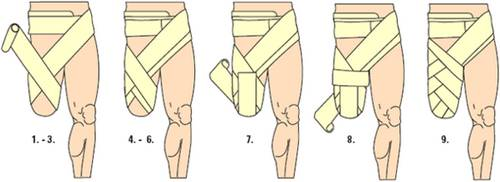 1. - 3. 4. - 6. 7. 8. 9.